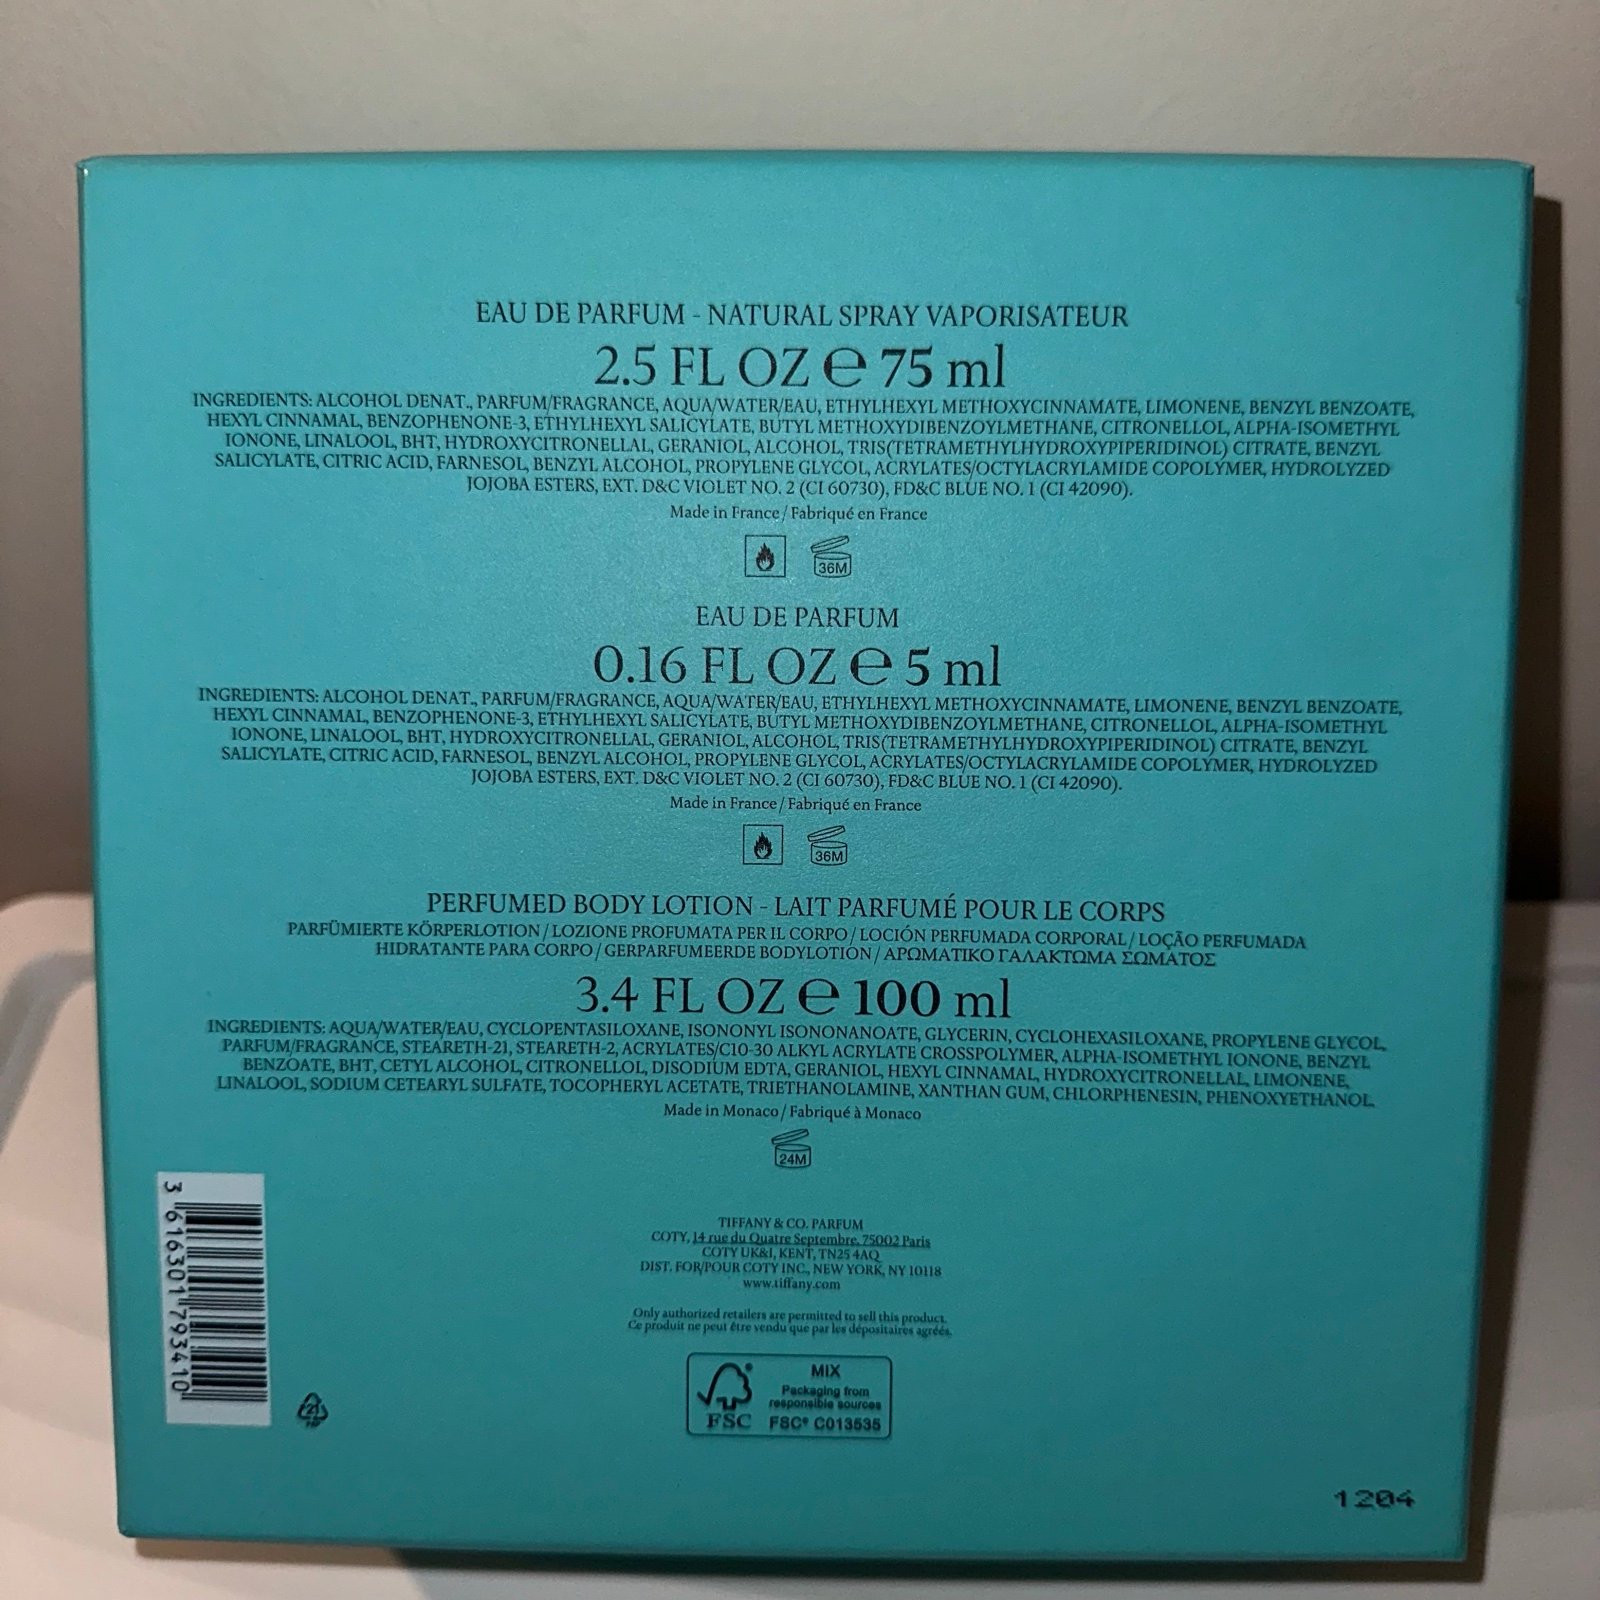 EAU DE PARFUM - NATURAL SPRAY VAPORISATEUR
2.5 FL OZ ℮ 75 ml
INGREDIENTS: ALCOHOL DENAT., PARFUM/FRAGRANCE, AQUA/WATER/EAU, ETHYLHEXYL METHOXYCINNAMATE, LIMONENE, BENZYL BENZOATE,
HEXYL CINNAMAL, BENZOPHENONE-3, ETHYLHEXYL SALICYLATE, BUTYL METHOXYDIBENZOYLMETHANE, CITRONELLOL, ALPHA-ISOMETHYL
IONONE, LINALOOL, BHT, HYDROXYCITRONELLAL, GERANIOL, ALCOHOL, TRIS(TETRAMETHYLHYDROXYPIPERIDINOL) CITRATE, BENZYL
SALICYLATE, CITRIC ACID, FARNESOL, BENZYL ALCOHOL, PROPYLENE GLYCOL, ACRYLATES/OCTYLACRYLAMIDE COPOLYMER, HYDROLYZED
JOJOBA ESTERS, EXT. D&C VIOLET NO. 2 (CI 60730), FD&C BLUE NO. 1 (CI 42090).
Made in France / Fabriqué en France
36M
EAU DE PARFUM
0.16 FL OZ ℮ 5 ml
INGREDIENTS: ALCOHOL DENAT., PARFUM/FRAGRANCE, AQUA/WATER/EAU, ETHYLHEXYL METHOXYCINNAMATE, LIMONENE, BENZYL BENZOATE,
HEXYL CINNAMAL, BENZOPHENONE-3, ETHYLHEXYL SALICYLATE, BUTYL METHOXYDIBENZOYLMETHANE, CITRONELLOL, ALPHA-ISOMETHYL
IONONE, LINALOOL, BHT, HYDROXYCITRONELLAL, GERANIOL, ALCOHOL, TRIS(TETRAMETHYLHYDROXYPIPERIDINOL) CITRATE, BENZYL
SALICYLATE, CITRIC ACID, FARNESOL, BENZYL ALCOHOL, PROPYLENE GLYCOL, ACRYLATES/OCTYLACRYLAMIDE COPOLYMER, HYDROLYZED
JOJOBA ESTERS, EXT. D&C VIOLET NO. 2 (CI 60730), FD&C BLUE NO. 1 (CI 42090).
Made in France / Fabriqué en France
36M
PERFUMED BODY LOTION - LAIT PARFUMÉ POUR LE CORPS
PARFÜMIERTE KÖRPERLOTION / LOZIONE PROFUMATA PER IL CORPO / LOCIÓN PERFUMADA CORPORAL / LOÇÃO PERFUMADA
HIDRATANTE PARA CORPO / GERPARFUMEERDE BODYLOTION / ΑΡΩΜΑΤΙΚΟ ΓΑΛΑΚΤΩΜΑ ΣΩΜΑΤΟΣ
3.4 FL OZ ℮ 100 ml
INGREDIENTS: AQUA/WATER/EAU, CYCLOPENTASILOXANE, ISONONYL ISONONANOATE, GLYCERIN, CYCLOHEXASILOXANE, PROPYLENE GLYCOL,
PARFUM/FRAGRANCE, STEARETH-21, STEARETH-2, ACRYLATES/C10-30 ALKYL ACRYLATE CROSSPOLYMER, ALPHA-ISOMETHYL IONONE, BENZYL
BENZOATE, BHT, CETYL ALCOHOL, CITRONELLOL, DISODIUM EDTA, GERANIOL, HEXYL CINNAMAL, HYDROXYCITRONELLAL, LIMONENE,
LINALOOL, SODIUM CETEARYL SULFATE, TOCOPHERYL ACETATE, TRIETHANOLAMINE, XANTHAN GUM, CHLORPHENESIN, PHENOXYETHANOL.
Made in Monaco / Fabriqué à Monaco
24M
3 616301 793410
TIFFANY & CO. PARFUM
COTY, 14 rue du Quatre Septembre, 75002 Paris
COTY UK&I, KENT, TN25 4AQ
DIST. FOR/POUR COTY INC., NEW YORK, NY 10118
www.tiffany.com
Only authorized retailers are permitted to sell this product.
Ce produit ne peut être vendu que par les dépositaires agréés.
21
PAP
FSC
MIX
Packaging from
responsible sources
FSC® C013535
1204